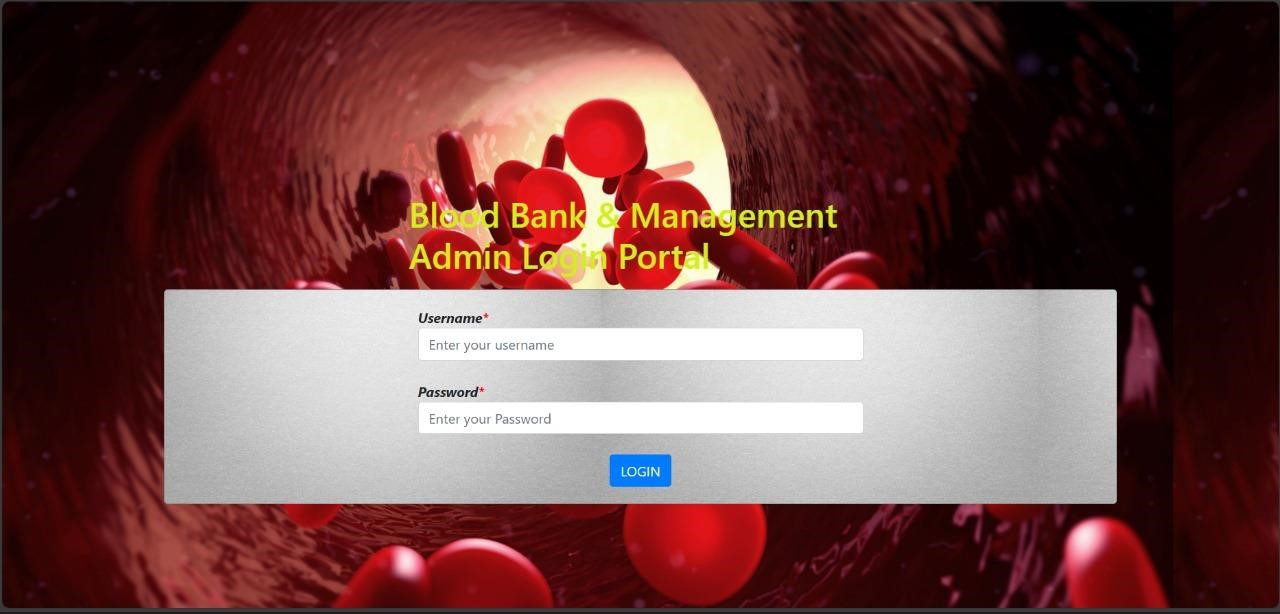 Blood Bank & Management
Admin Login Portal
Username*
Enter your username
Password*
Enter your Password
LOGIN